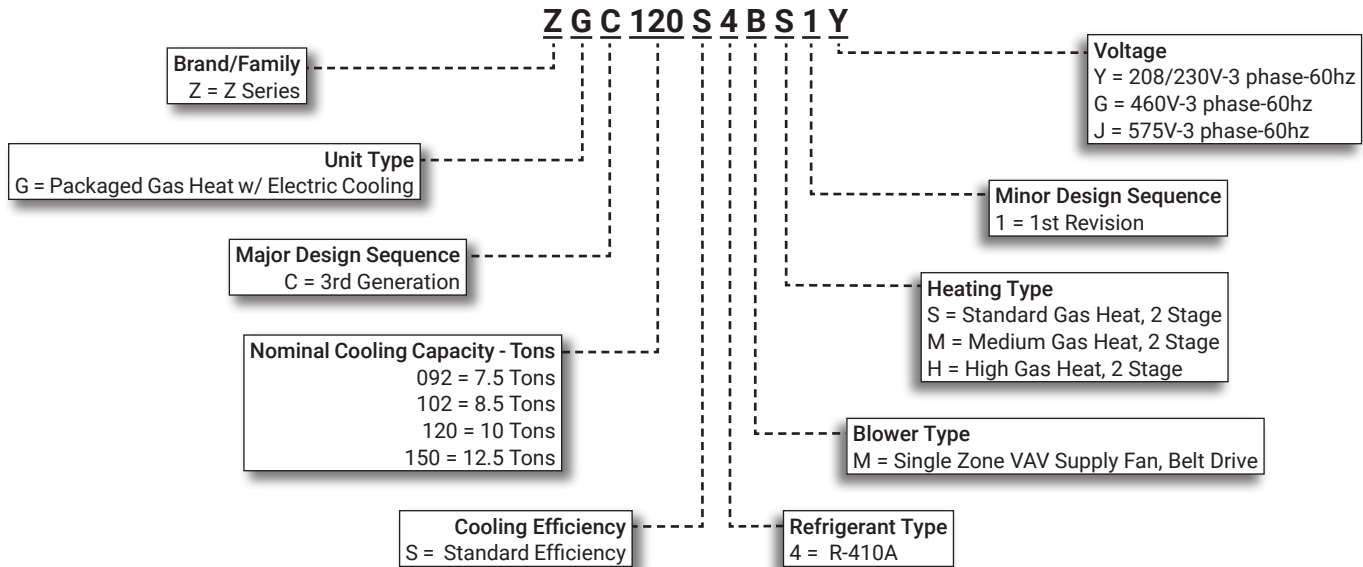 Z G C 120 S 4 B S 1 Y
Brand/Family
Z = Z Series
Voltage
Y = 208/230V-3 phase-60hz
G = 460V-3 phase-60hz
J = 575V-3 phase-60hz
Unit Type
G = Packaged Gas Heat w/ Electric Cooling
Minor Design Sequence
1 = 1st Revision
Major Design Sequence
C = 3rd Generation
Heating Type
S = Standard Gas Heat, 2 Stage
M = Medium Gas Heat, 2 Stage
H = High Gas Heat, 2 Stage
Nominal Cooling Capacity - Tons
092 = 7.5 Tons
102 = 8.5 Tons
120 = 10 Tons
150 = 12.5 Tons
Blower Type
M = Single Zone VAV Supply Fan, Belt Drive
Cooling Efficiency
S = Standard Efficiency
Refrigerant Type
4 = R-410A